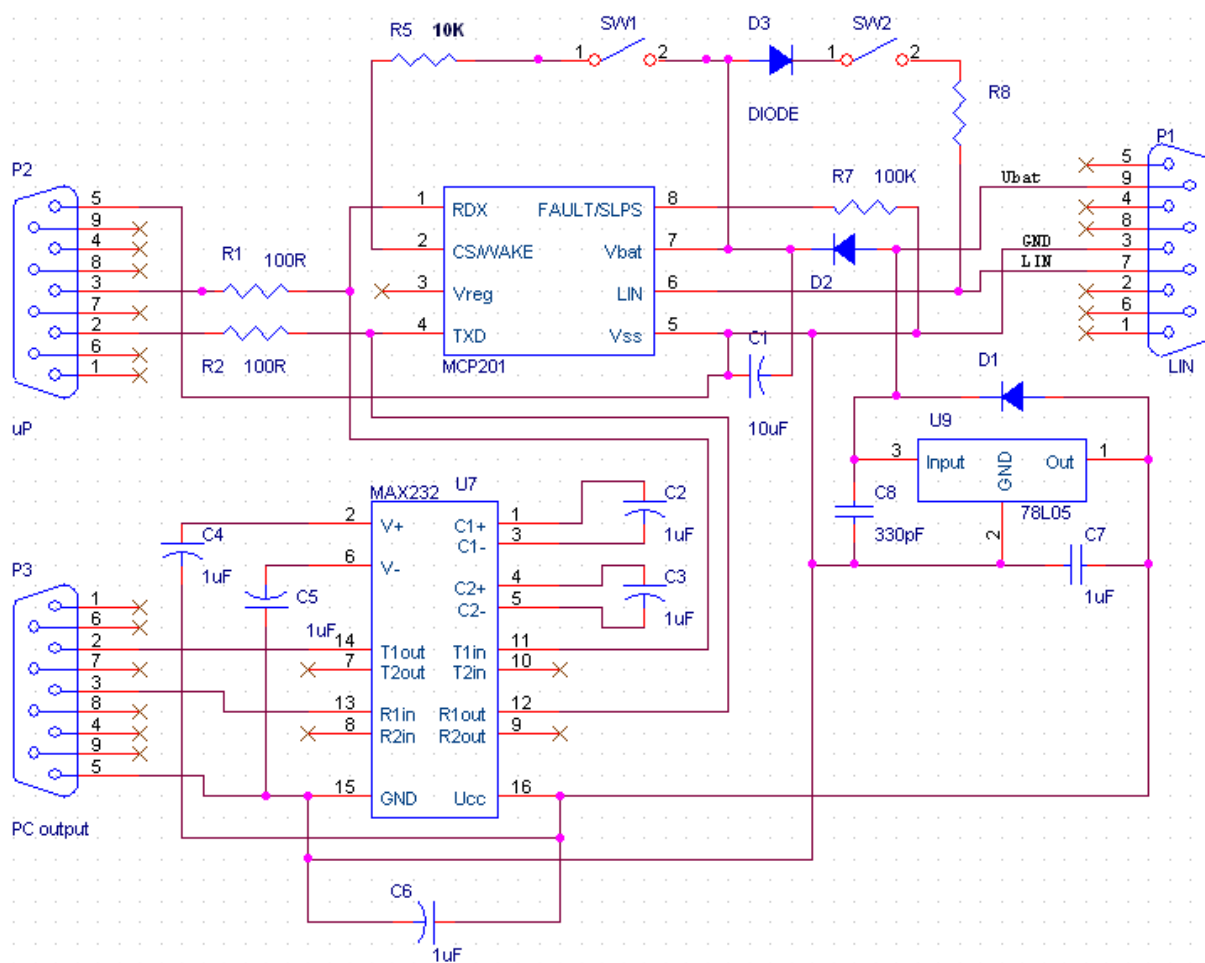 R5 10K
SW1
1 2
D3
DIODE
SW2
1 2
R8
P2
5
9
4
8
3
7
2
6
1
uP
R1 100R
R2 100R
1 RDX
2 CS/WAKE
3 Vreg
4 TXD
FAULT/SLPS 8
Vbat 7
LIN 6
Vss 5
MCP201
R7 100K
D2
C1
10uF
Ubat
GND
LIN
P1
5
9
4
8
3
7
2
6
1
LIN
D1
U9
3 Input
GND
Out 1
2
78L05
C8
330pF
C7
1uF
MAX232 U7
2 V+
6 V-
14 T1out
7 T2out
13 R1in
8 R2in
15 GND
C1+ 1
C1- 3
C2+ 4
C2- 5
T1in 11
T2in 10
R1out 12
R2out 9
Ucc 16
C2
1uF
C3
1uF
C4
1uF
C5
1uF
P3
1
6
2
7
3
8
4
9
5
PC output
C6
1uF